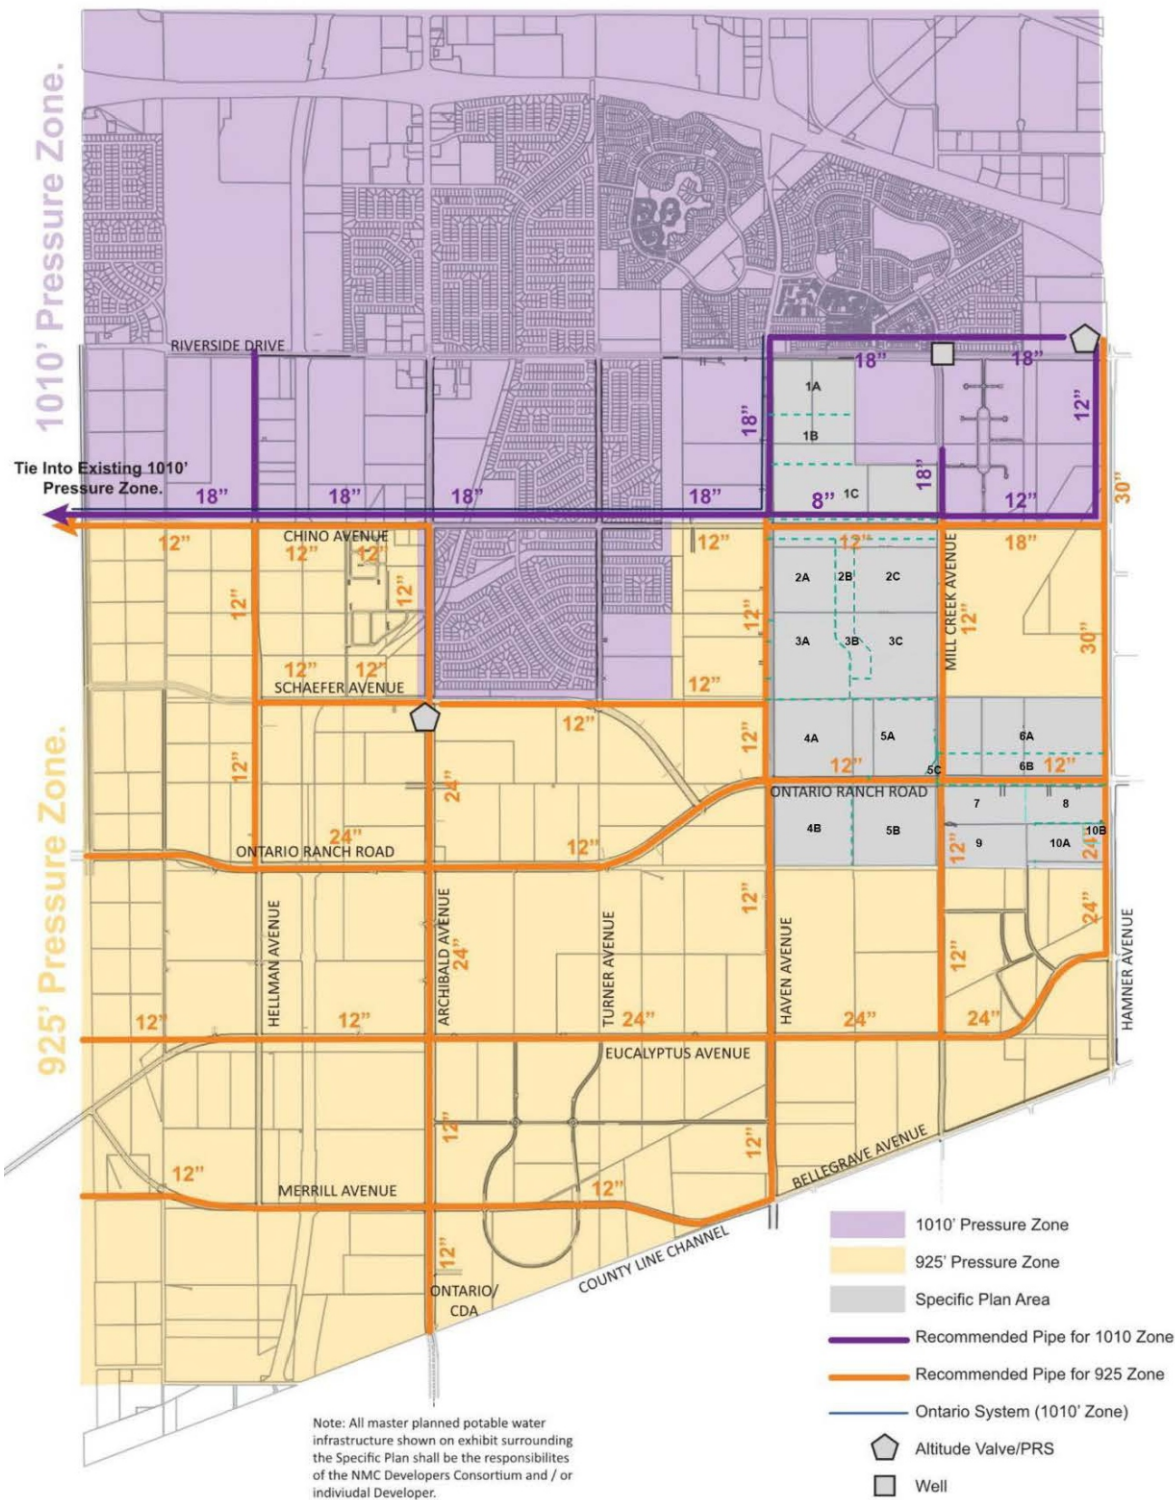 1010' Pressure Zone.
RIVERSIDE DRIVE
18”
18”
1A
12”
18”
1B
Tie Into Existing 1010'
Pressure Zone.
18”
30”
18”
18”
18”
18”
8”
1C
12”
12”
CHINO AVENUE
12”
12”
12”
12”
18”
12”
12”
12”
2A
2B
2C
MILL CREEK AVENUE
12”
12”
3A
3B
3C
30”
12”
12”
SCHAEFER AVENUE
12”
12”
12”
12”
4A
5A
6A
925' Pressure Zone.
24”
12”
5C
6B
12”
ONTARIO RANCH ROAD
24”
12”
7
8
4B
5B
10B
ONTARIO RANCH ROAD
12”
9
10A
24”
HELLMAN AVENUE
ARCHIBALD AVENUE
24”
TURNER AVENUE
12”
HAVEN AVENUE
12”
24”
HAMNER AVENUE
12”
12”
24”
24”
24”
EUCALYPTUS AVENUE
12”
12”
12”
MERRILL AVENUE
12”
BELLEGRAVE AVENUE
12”
COUNTY LINE CHANNEL
ONTARIO/
CDA
1010' Pressure Zone
925' Pressure Zone
Specific Plan Area
Recommended Pipe for 1010 Zone
Recommended Pipe for 925 Zone
Ontario System (1010' Zone)
Altitude Valve/PRS
Well
Note: All master planned potable water
infrastructure shown on exhibit surrounding
the Specific Plan shall be the responsibilites
of the NMC Developers Consortium and / or
indiviudal Developer.